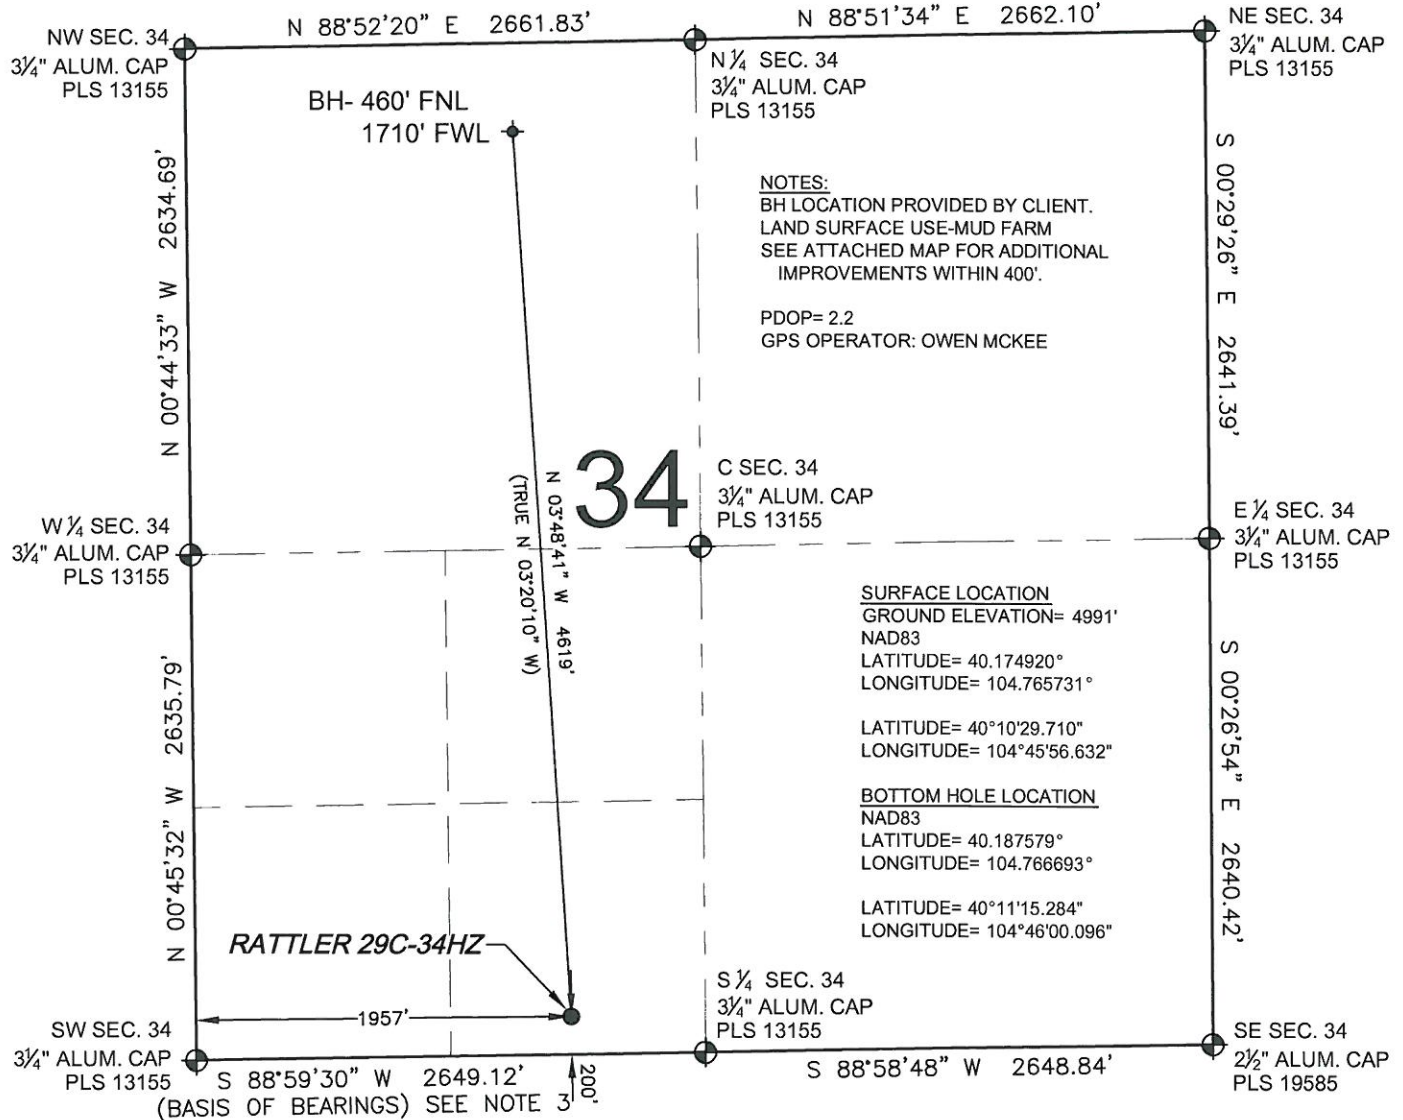 N 88°52'20" E 2661.83'
N 88°51'34" E 2662.10'
NW SEC. 34
3¼" ALUM. CAP
PLS 13155
N ¼ SEC. 34
3¼" ALUM. CAP
PLS 13155
NE SEC. 34
3¼" ALUM. CAP
PLS 13155
BH- 460' FNL
1710' FWL
N 00°44'33" W 2634.69'
NOTES:
BH LOCATION PROVIDED BY CLIENT.
LAND SURFACE USE-MUD FARM
SEE ATTACHED MAP FOR ADDITIONAL
IMPROVEMENTS WITHIN 400'.
PDOP= 2.2
GPS OPERATOR: OWEN MCKEE
S 00°29'26" E 2641.39'
34
N 03°48'41" W 4619'
(TRUE N 03°20'10" W)
C SEC. 34
3¼" ALUM. CAP
PLS 13155
W ¼ SEC. 34
3¼" ALUM. CAP
PLS 13155
E ¼ SEC. 34
3¼" ALUM. CAP
PLS 13155
N 00°45'32" W 2635.79'
SURFACE LOCATION
GROUND ELEVATION= 4991'
NAD83
LATITUDE= 40.174920°
LONGITUDE= 104.765731°
LATITUDE= 40°10'29.710"
LONGITUDE= 104°45'56.632"
BOTTOM HOLE LOCATION
NAD83
LATITUDE= 40.187579°
LONGITUDE= 104.766693°
LATITUDE= 40°11'15.284"
LONGITUDE= 104°46'00.096"
S 00°26'54" E 2640.42'
RATTLER 29C-34HZ
1957'
200'
SW SEC. 34
3¼" ALUM. CAP
PLS 13155
S ¼ SEC. 34
3¼" ALUM. CAP
PLS 13155
SE SEC. 34
2½" ALUM. CAP
PLS 19585
S 88°59'30" W 2649.12'
(BASIS OF BEARINGS) SEE NOTE 3
S 88°58'48" W 2648.84'